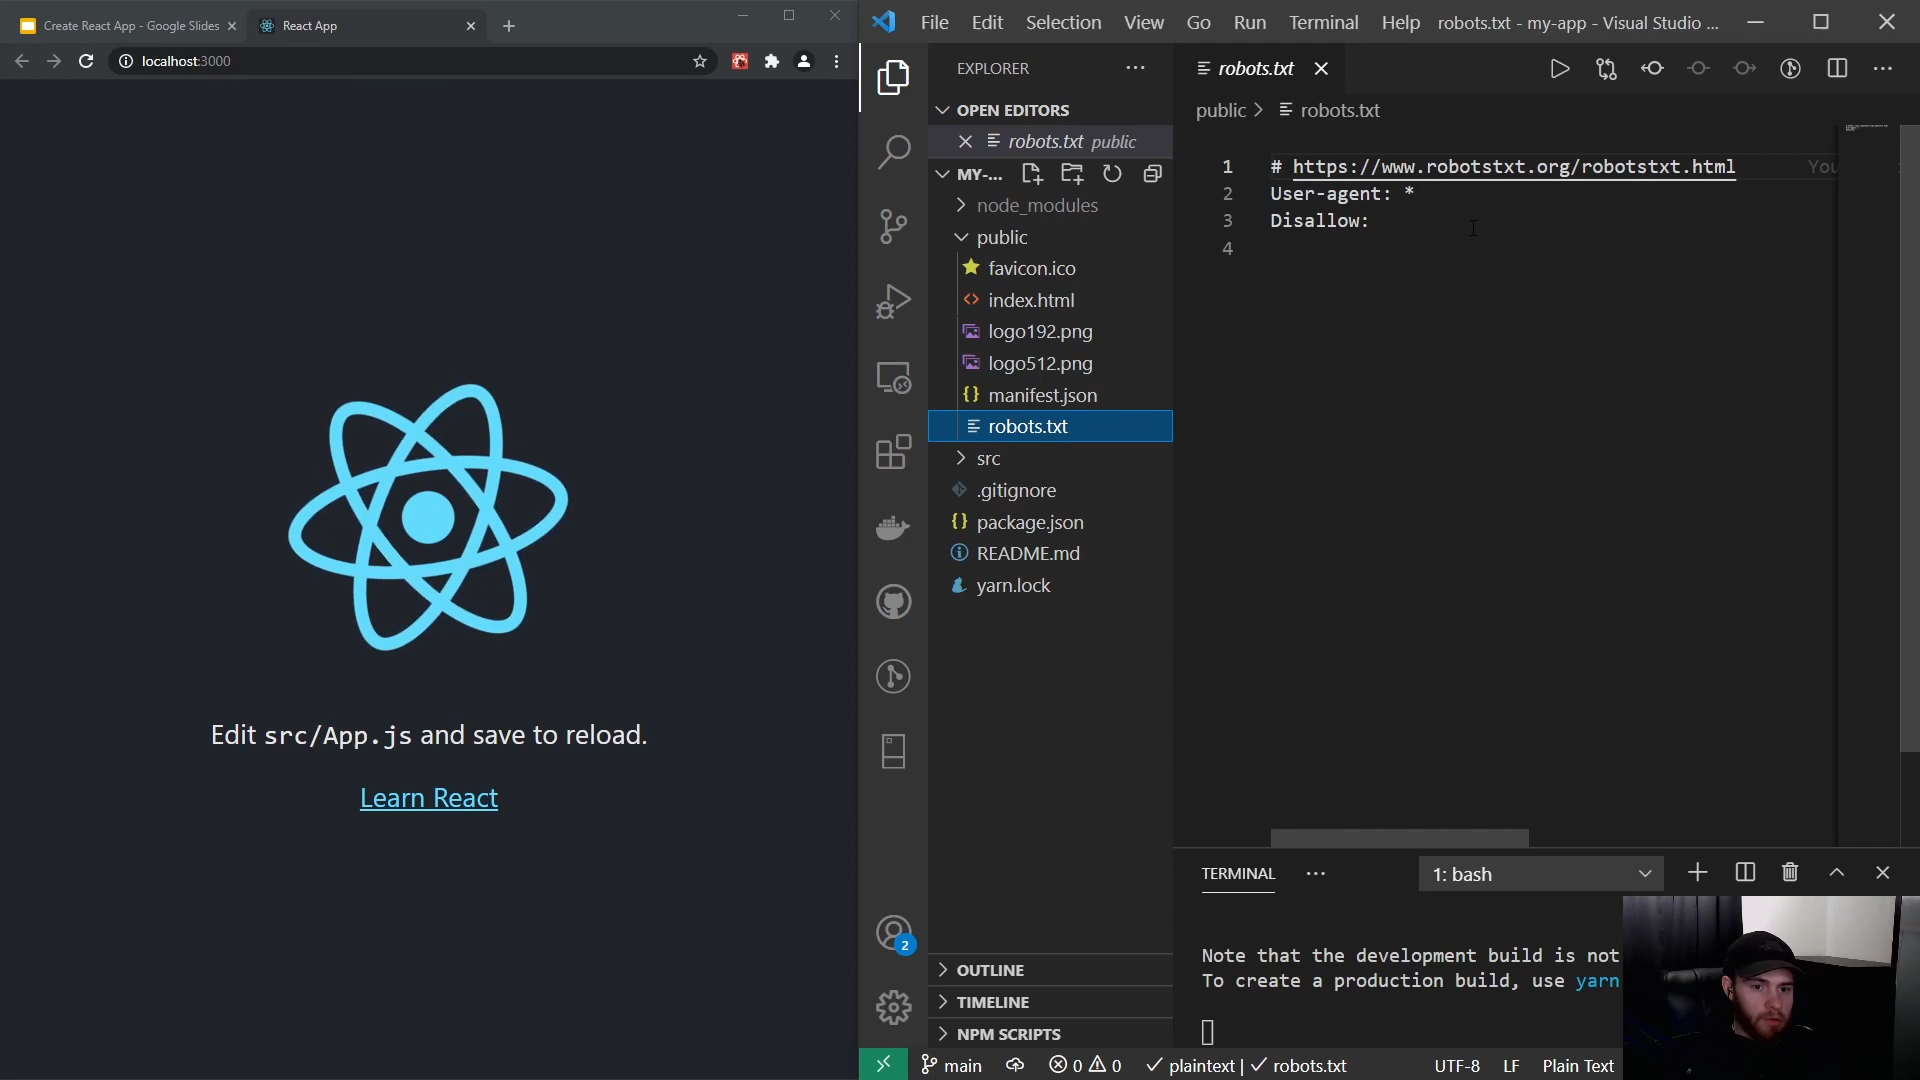 Create React App - Google Slides
React App
localhost:3000
Edit src/App.js and save to reload.
Learn React
File Edit Selection View Go Run Terminal Help robots.txt - my-app - Visual Studio ...
EXPLORER
OPEN EDITORS
robots.txt public
MY-...
node_modules
public
favicon.ico
index.html
logo192.png
logo512.png
manifest.json
robots.txt
src
.gitignore
package.json
README.md
yarn.lock
OUTLINE
TIMELINE
NPM SCRIPTS
robots.txt
public > robots.txt
1 # https://www.robotstxt.org/robotstxt.html You
2 User-agent: *
3 Disallow:
4
TERMINAL
1: bash
Note that the development build is not
To create a production build, use yarn
2
main 0 0 plaintext | robots.txt UTF-8 LF Plain Text